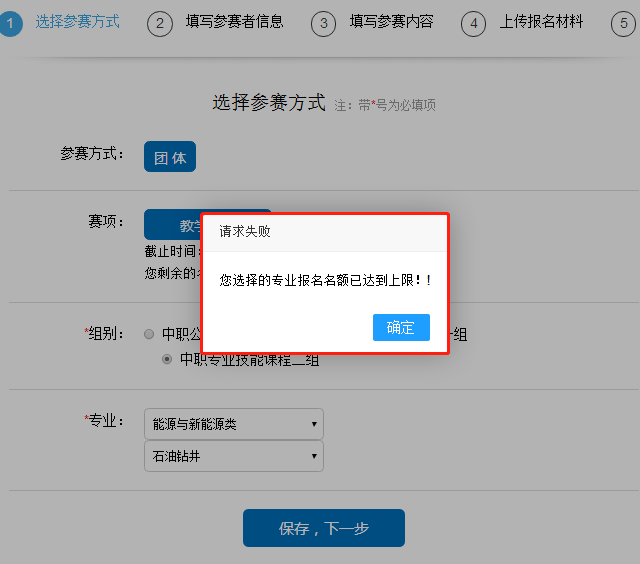 1 选择参赛方式 2 填写参赛者信息 3 填写参赛内容 4 上传报名材料 5
选择参赛方式 注：带*号为必填项
参赛方式： 团 体
赛项： 教
截止时间：
您剩余的
请求失败
您选择的专业报名名额已达到上限！！
确定
*组别： 中职公 组
中职专业技能课程二组
*专业： 能源与新能源类
石油钻井
保存，下一步